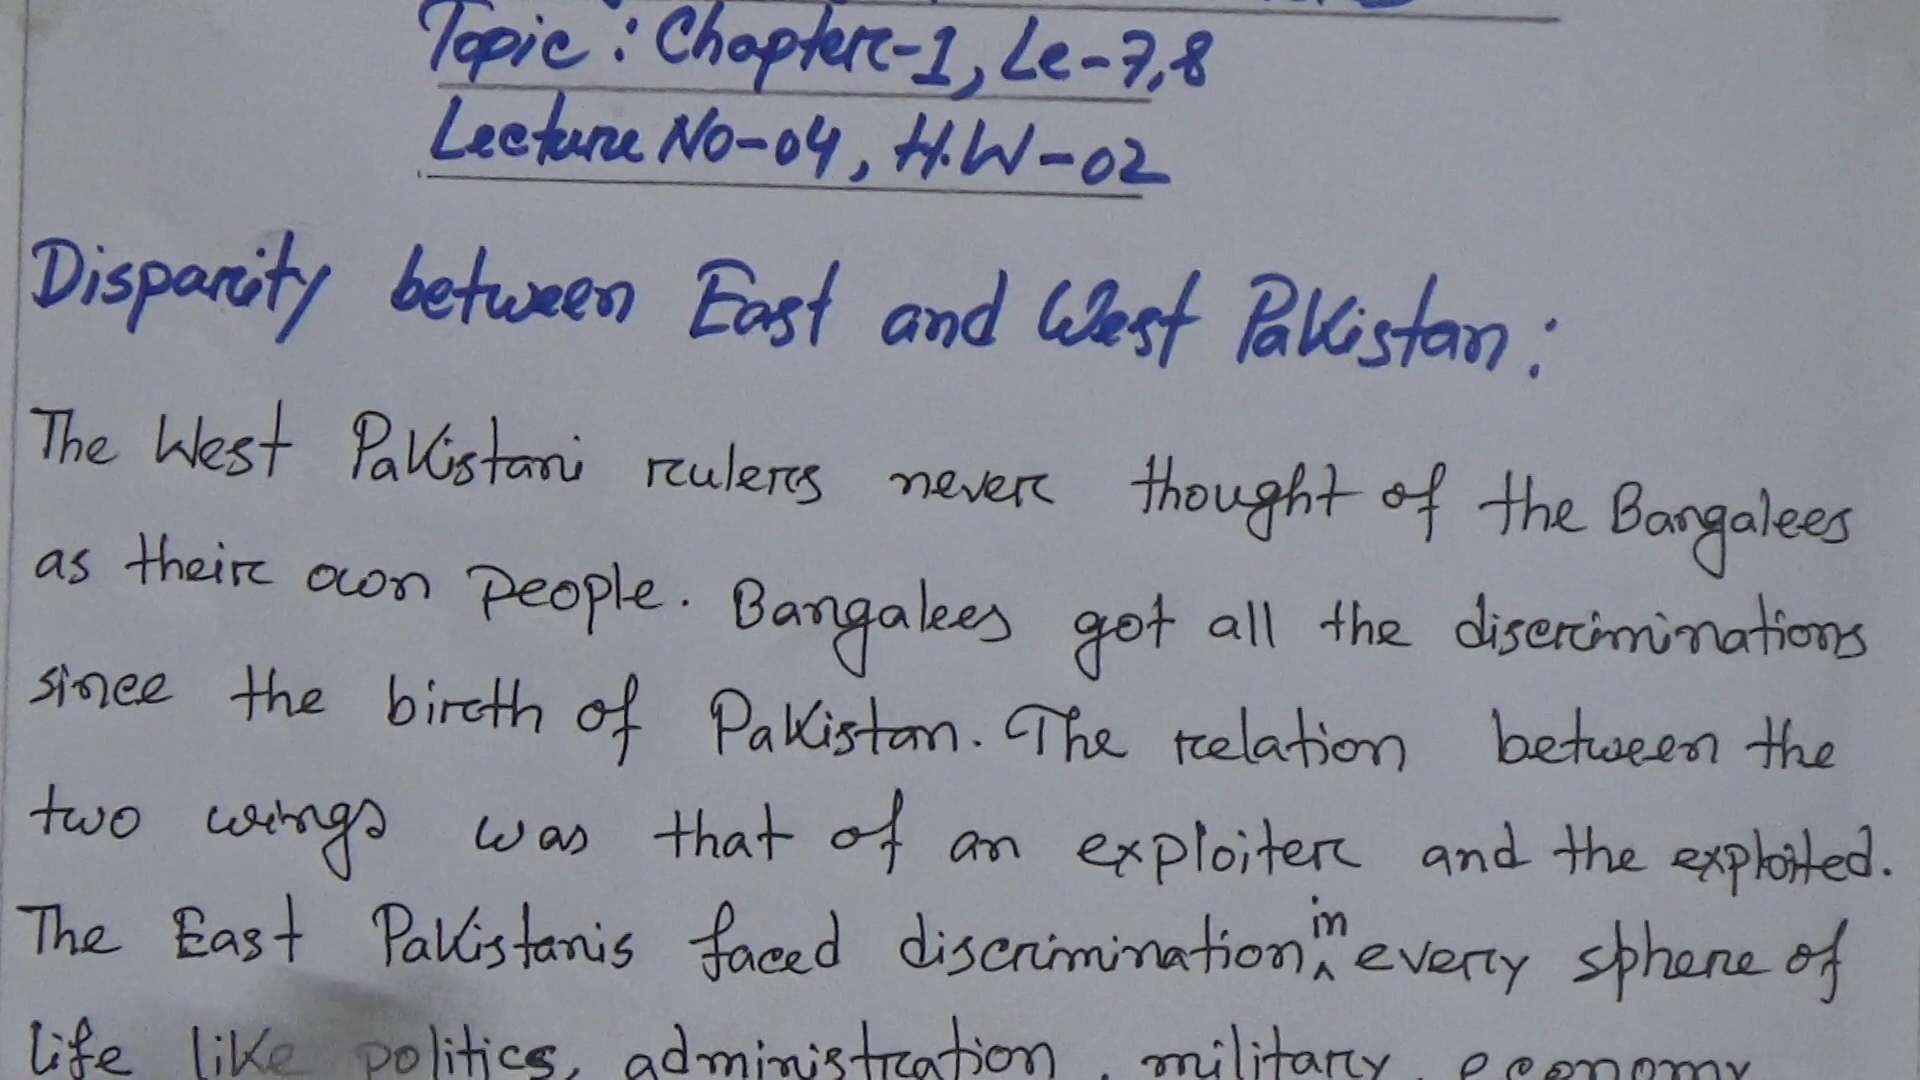 Topic : Chapter-1, Le-7,8
Lecture No-04, H.W-02
Disparity between East and West Pakistan :
The West Pakistani rulers never thought of the Bangalees
as their own people. Bangalees got all the discriminations
since the birth of Pakistan. The relation between the
two wings was that of an exploiter and the exploited.
The East Pakistanis faced discrimination in every sphere of
life like politics, administration, military, economy